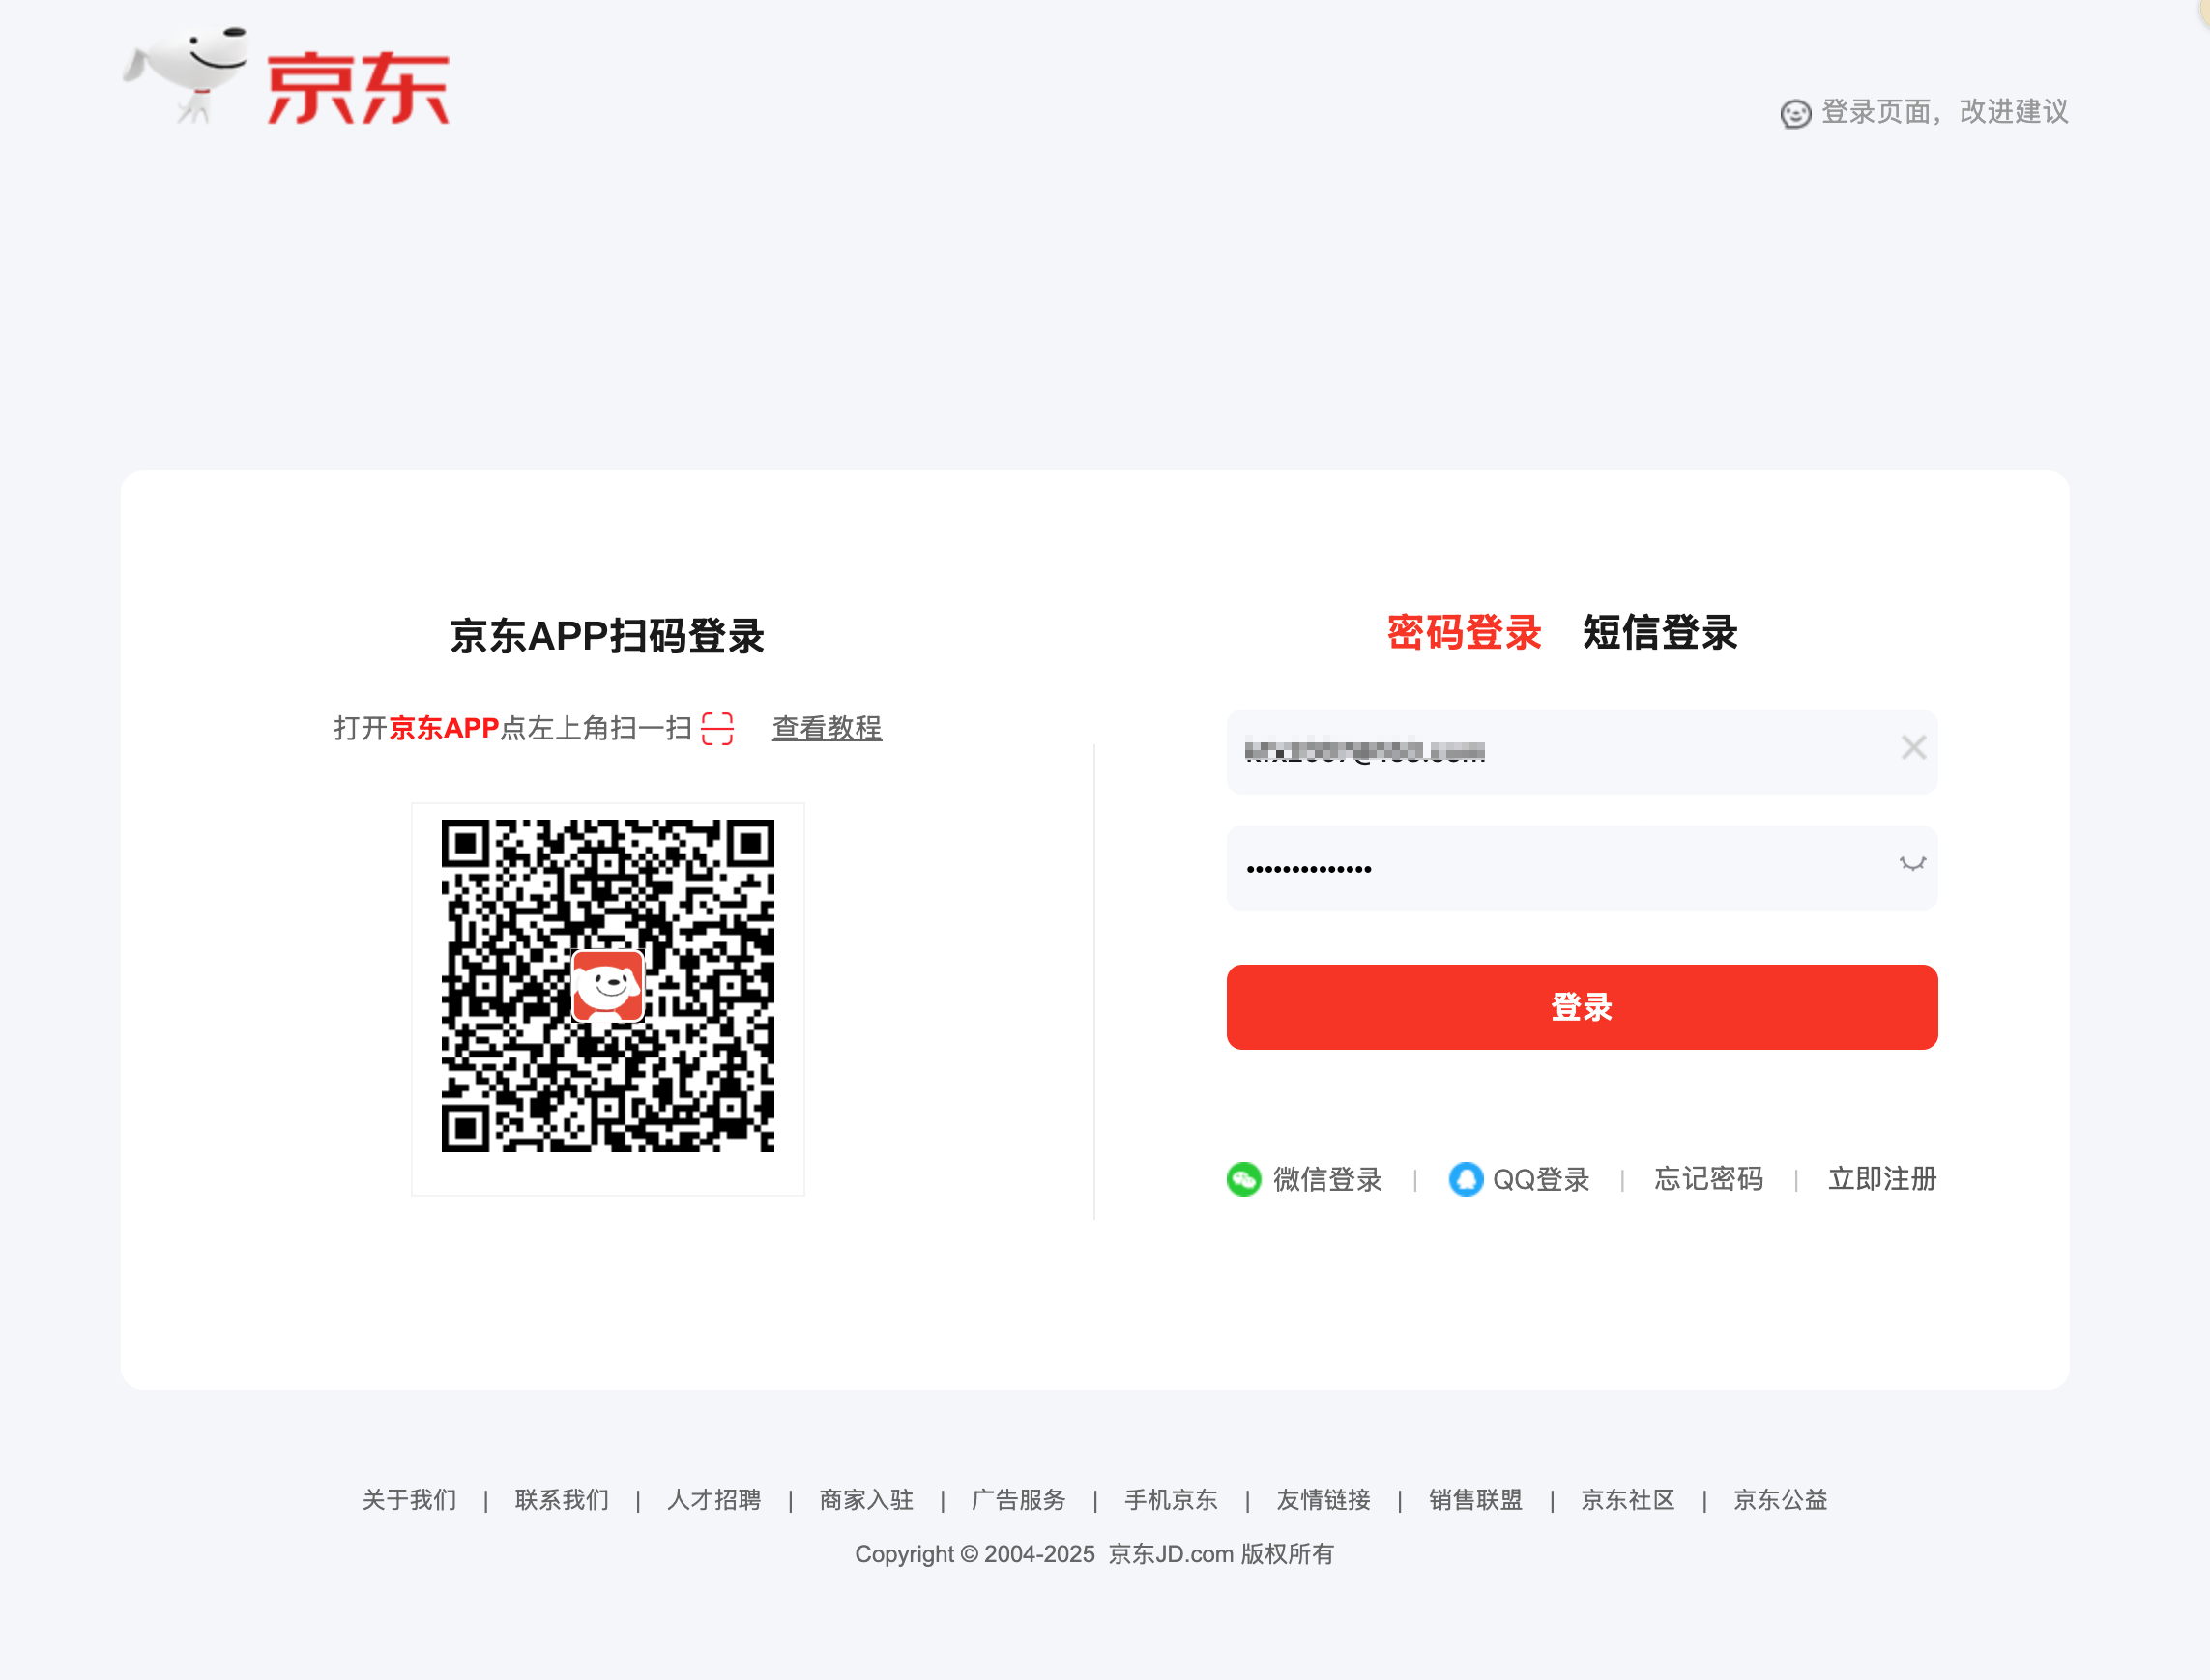 京东
登录页面，改进建议
京东APP扫码登录
打开京东APP点左上角扫一扫 查看教程
密码登录 短信登录
••••••••••••••
登录
微信登录 | QQ登录 | 忘记密码 | 立即注册
关于我们 | 联系我们 | 人才招聘 | 商家入驻 | 广告服务 | 手机京东 | 友情链接 | 销售联盟 | 京东社区 | 京东公益
Copyright © 2004-2025 京东JD.com 版权所有